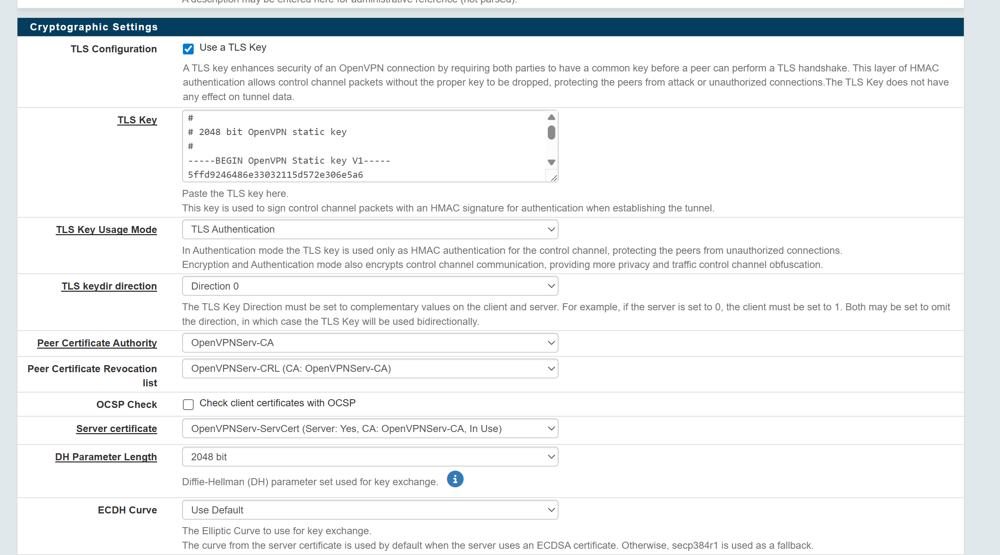 A description may be entered here for administrative reference (not parsed).
Cryptographic Settings
TLS Configuration
Use a TLS Key
A TLS key enhances security of an OpenVPN connection by requiring both parties to have a common key before a peer can perform a TLS handshake. This layer of HMAC
authentication allows control channel packets without the proper key to be dropped, protecting the peers from attack or unauthorized connections.The TLS Key does not have
any effect on tunnel data.
TLS Key
#
# 2048 bit OpenVPN static key
#
-----BEGIN OpenVPN Static key V1-----
5ffd9246486e33032115d572e306e5a6
Paste the TLS key here.
This key is used to sign control channel packets with an HMAC signature for authentication when establishing the tunnel.
TLS Key Usage Mode
TLS Authentication
In Authentication mode the TLS key is used only as HMAC authentication for the control channel, protecting the peers from unauthorized connections.
Encryption and Authentication mode also encrypts control channel communication, providing more privacy and traffic control channel obfuscation.
TLS keydir direction
Direction 0
The TLS Key Direction must be set to complementary values on the client and server. For example, if the server is set to 0, the client must be set to 1. Both may be set to omit
the direction, in which case the TLS Key will be used bidirectionally.
Peer Certificate Authority
OpenVPNServ-CA
Peer Certificate Revocation
list
OpenVPNServ-CRL (CA: OpenVPNServ-CA)
OCSP Check
Check client certificates with OCSP
Server certificate
OpenVPNServ-ServCert (Server: Yes, CA: OpenVPNServ-CA, In Use)
DH Parameter Length
2048 bit
Diffie-Hellman (DH) parameter set used for key exchange.
ECDH Curve
Use Default
The Elliptic Curve to use for key exchange.
The curve from the server certificate is used by default when the server uses an ECDSA certificate. Otherwise, secp384r1 is used as a fallback.